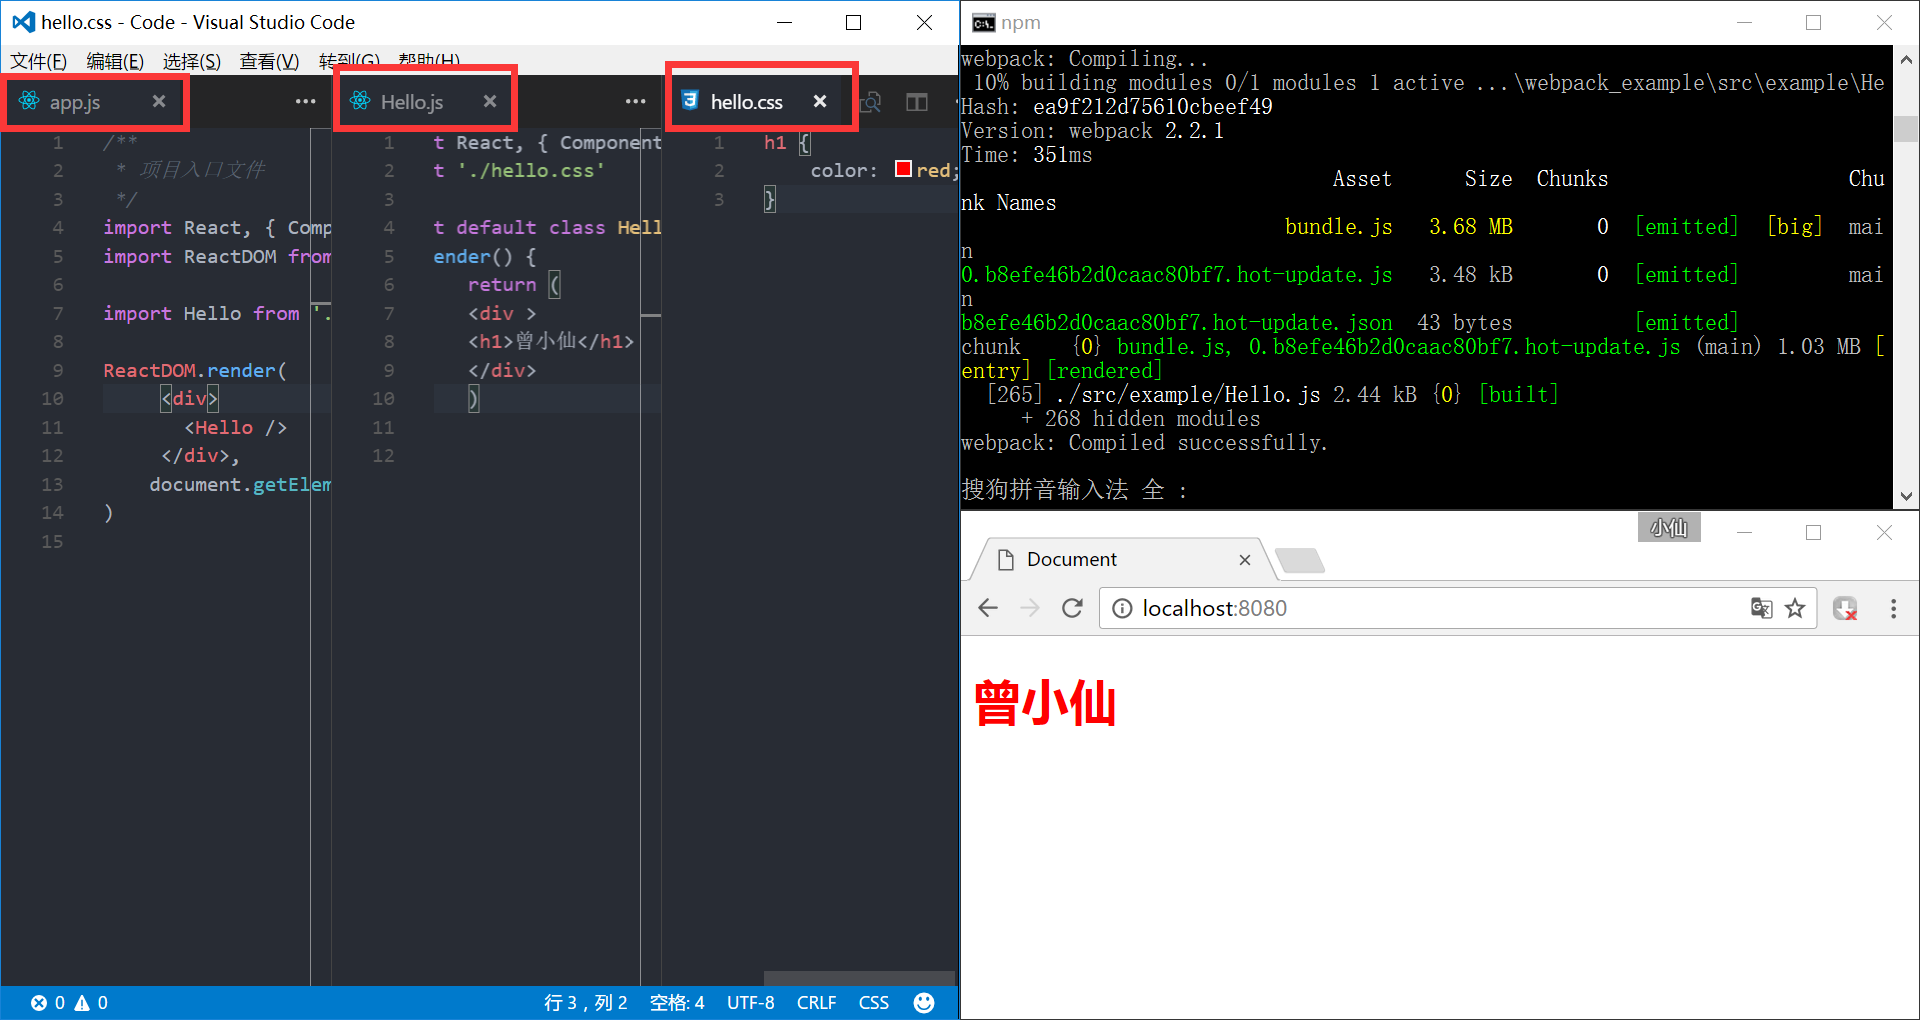 hello.css - Code - Visual Studio Code
文件(F) 编辑(E) 选择(S) 查看(V) 转到(G) 帮助(H)
app.js
1 /**
2 * 项目入口文件
3 */
4 import React, { Comp
5 import ReactDOM from
6
7 import Hello from '.
8
9 ReactDOM.render(
10 <div>
11 <Hello />
12 </div>,
13 document.getElem
14 )
15
Hello.js
1 t React, { Component
2 t './hello.css'
3
4 t default class Hell
5 ender() {
6 return (
7 <div >
8 <h1>曾小仙</h1>
9 </div>
10 )
11
12
hello.css
1 h1 {
2 color: red;
3 }
0 0 行 3，列 2 空格: 4 UTF-8 CRLF CSS
npm
webpack: Compiling...
10% building modules 0/1 modules 1 active ...\webpack_example\src\example\He
Hash: ea9f212d75610cbeef49
Version: webpack 2.2.1
Time: 351ms
Asset Size Chunks Chu
nk Names
bundle.js 3.68 MB 0 [emitted] [big] mai
n
0.b8efe46b2d0caac80bf7.hot-update.js 3.48 kB 0 [emitted] mai
n
b8efe46b2d0caac80bf7.hot-update.json 43 bytes [emitted]
chunk {0} bundle.js, 0.b8efe46b2d0caac80bf7.hot-update.js (main) 1.03 MB [
entry] [rendered]
[265] ./src/example/Hello.js 2.44 kB {0} [built]
+ 268 hidden modules
webpack: Compiled successfully.
搜狗拼音输入法 全 :
小仙
Document
localhost:8080
曾小仙